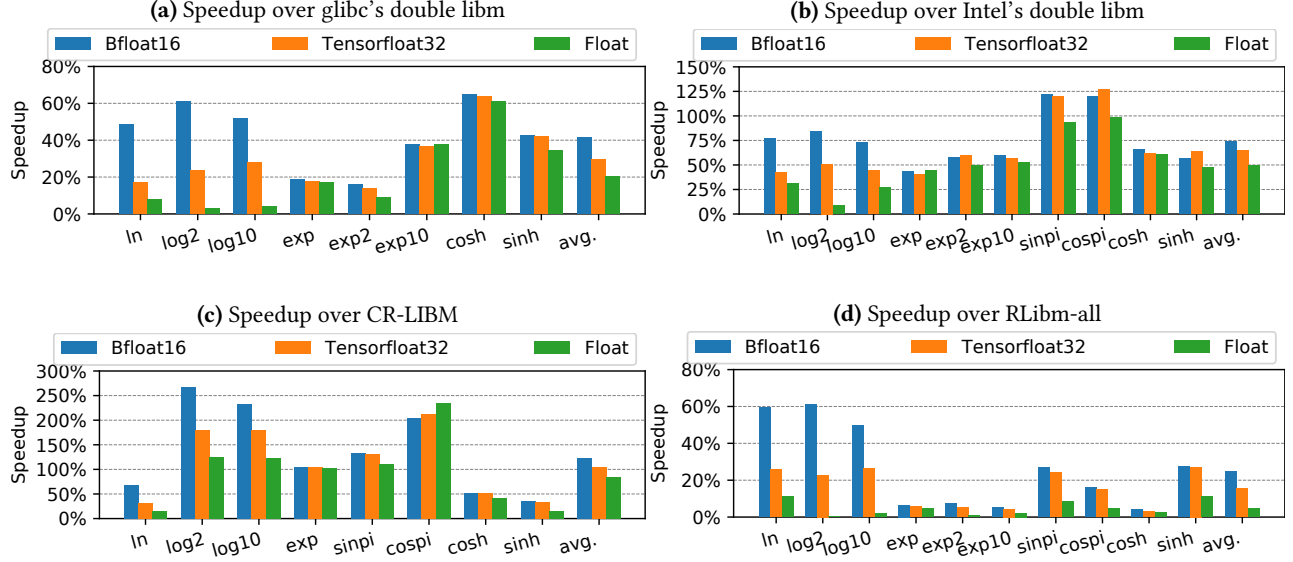 (a) Speedup over glibc's double libm
Bfloat16 Tensorfloat32 Float
80%
60%
40%
20%
0%
Speedup
ln log2 log10 exp exp2 exp10 cosh sinh avg.
(b) Speedup over Intel's double libm
Bfloat16 Tensorfloat32 Float
150%
125%
100%
75%
50%
25%
0%
Speedup
ln log2 log10 exp exp2 exp10 sinpi cospi cosh sinh avg.
(c) Speedup over CR-LIBM
Bfloat16 Tensorfloat32 Float
300%
250%
200%
150%
100%
50%
0%
Speedup
ln log2 log10 exp sinpi cospi cosh sinh avg.
(d) Speedup over RLibm-all
Bfloat16 Tensorfloat32 Float
80%
60%
40%
20%
0%
Speedup
ln log2 log10 exp exp2 exp10 sinpi cospi cosh sinh avg.